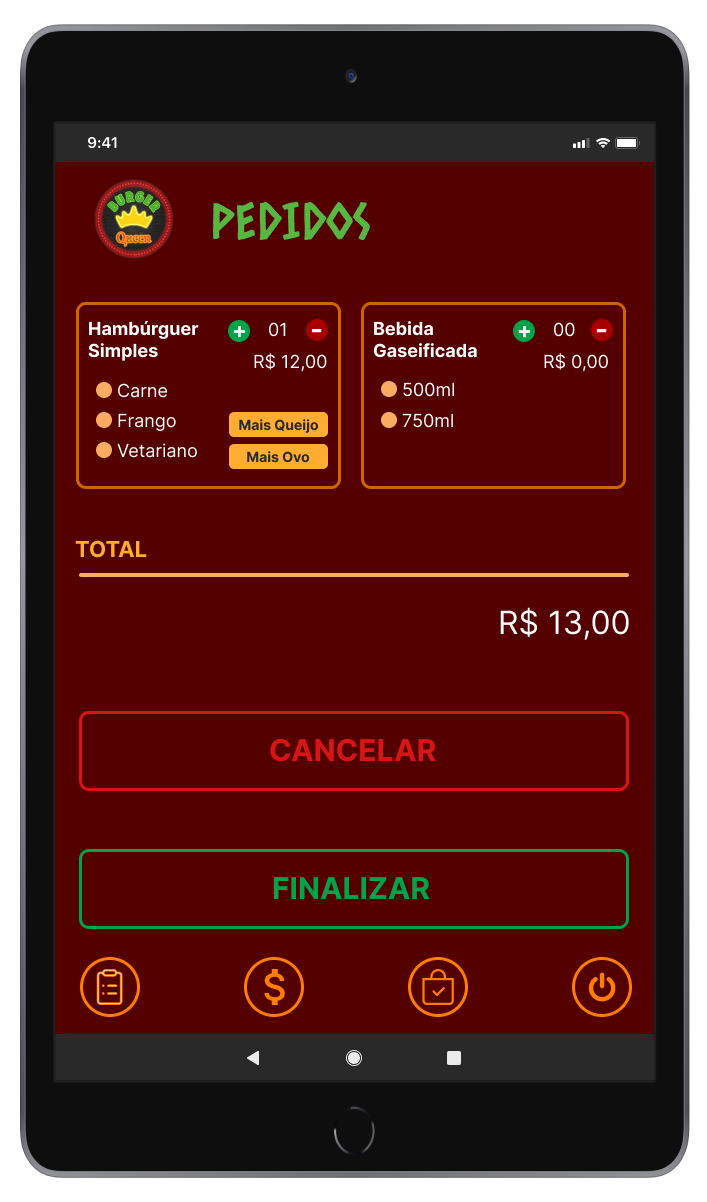 9:41
BURGER
Queen
PEDIDOS
Hambúrguer
Simples
01
R$ 12,00
Carne
Frango
Vetariano
Mais Queijo
Mais Ovo
Bebida
Gaseificada
00
R$ 0,00
500ml
750ml
TOTAL
R$ 13,00
CANCELAR
FINALIZAR